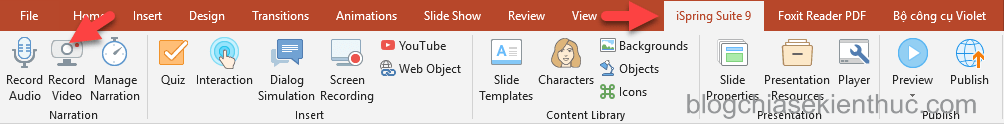 File Home Insert Design Transitions Animations Slide Show Review View iSpring Suite 9 Foxit Reader PDF Bộ công cụ Violet
Record Audio
Record Video
Manage Narration
Narration
Quiz
Interaction
Dialog Simulation
Screen Recording
YouTube
Web Object
Insert
Slide Templates
Characters
Backgrounds
Objects
Icons
Content Library
Slide Properties
Presentation Resources
Player
Presentation
Preview
Publish
Publish
blogchiasekienthuc.com